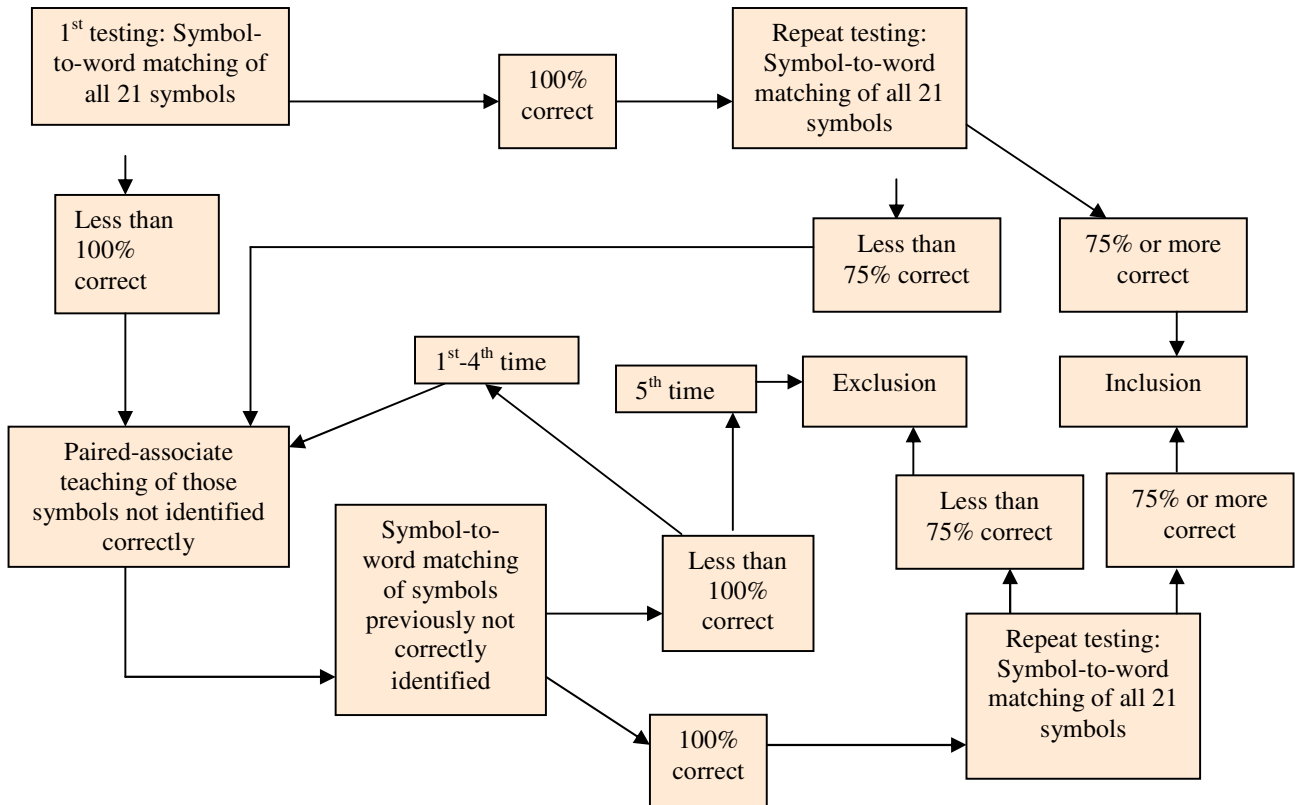 1st testing: Symbol-
to-word matching of
all 21 symbols
100%
correct
Repeat testing:
Symbol-to-word
matching of all 21
symbols
Less than
100%
correct
Less than
75% correct
75% or more
correct
1st-4th time
5th time
Exclusion
Inclusion
Paired-associate
teaching of those
symbols not identified
correctly
Symbol-to-
word matching
of symbols
previously not
correctly
identified
Less than
100%
correct
Less than
75% correct
75% or more
correct
100%
correct
Repeat testing:
Symbol-to-word
matching of all 21
symbols